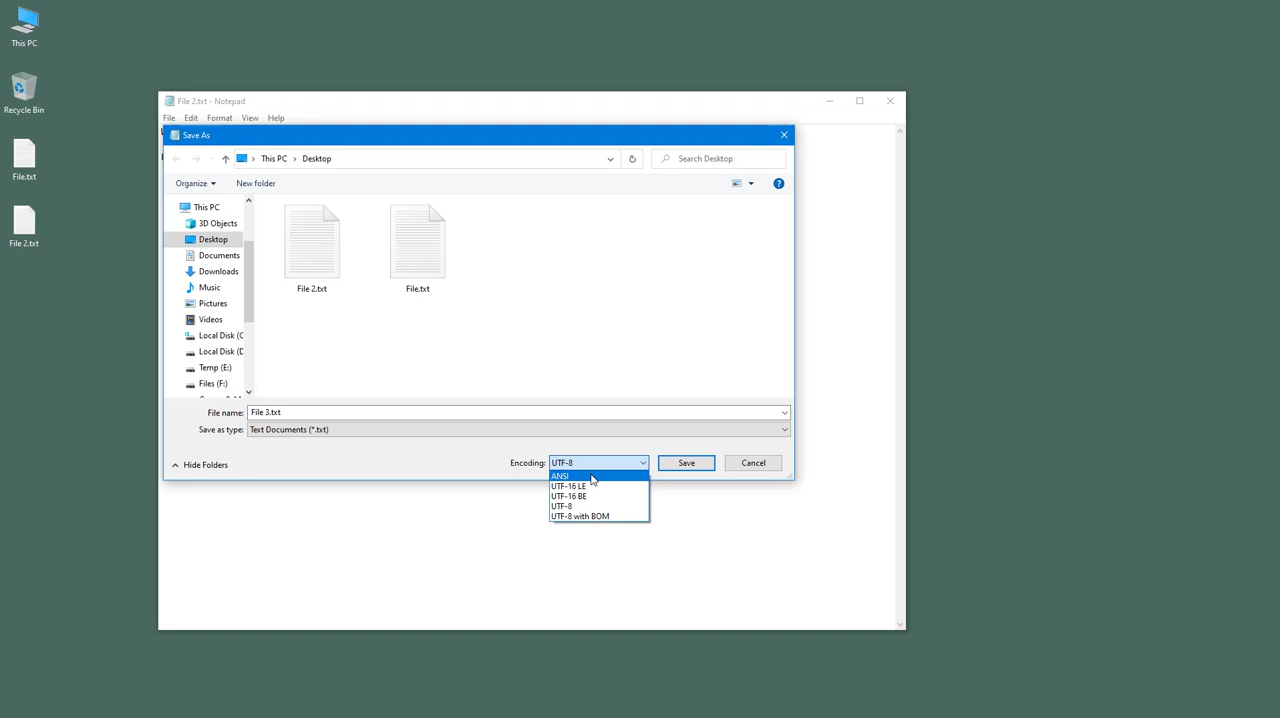 This PC
Recycle Bin
File.txt
File 2.txt
File 2.txt - Notepad
File Edit Format View Help
Save As
This PC Desktop
Search Desktop
Organize New folder
This PC
3D Objects
Desktop
Documents
Downloads
Music
Pictures
Videos
Local Disk (C
Local Disk (D
Temp (E:)
Files (F:)
File 2.txt
File.txt
File name: File 3.txt
Save as type: Text Documents (*.txt)
Hide Folders
Encoding: UTF-8
Save Cancel
ANSI
UTF-16 LE
UTF-16 BE
UTF-8
UTF-8 with BOM